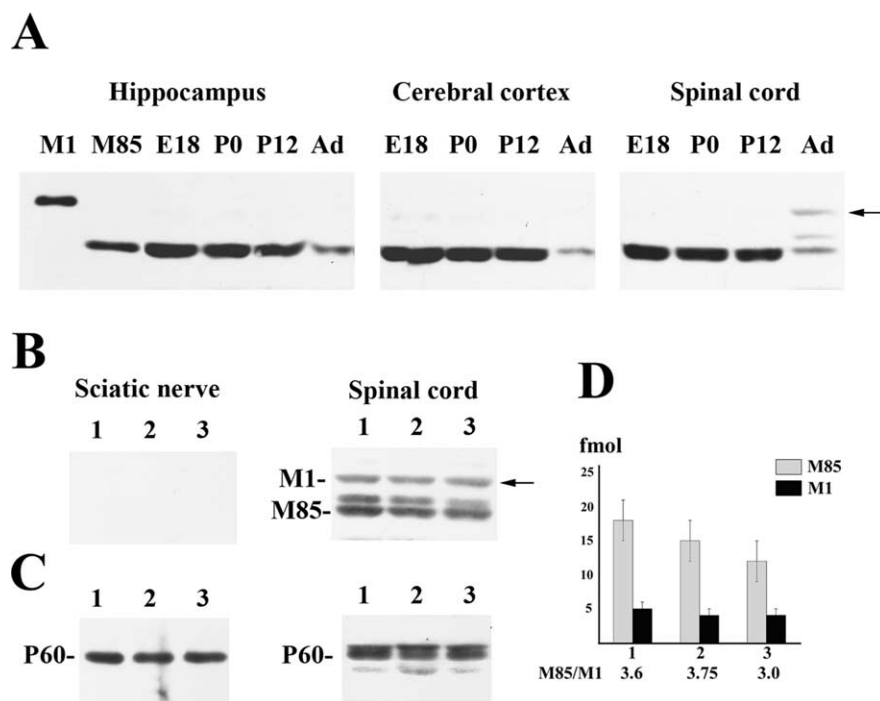 A
Hippocampus Cerebral cortex Spinal cord
M1 M85 E18 P0 P12 Ad E18 P0 P12 Ad E18 P0 P12 Ad
B
Sciatic nerve Spinal cord
1 2 3 1 2 3
M1-
M85-
C
1 2 3 1 2 3
P60- P60-
D
fmol
M85
M1
25
20
15
10
5
1 2 3
M85/M1 3.6 3.75 3.0